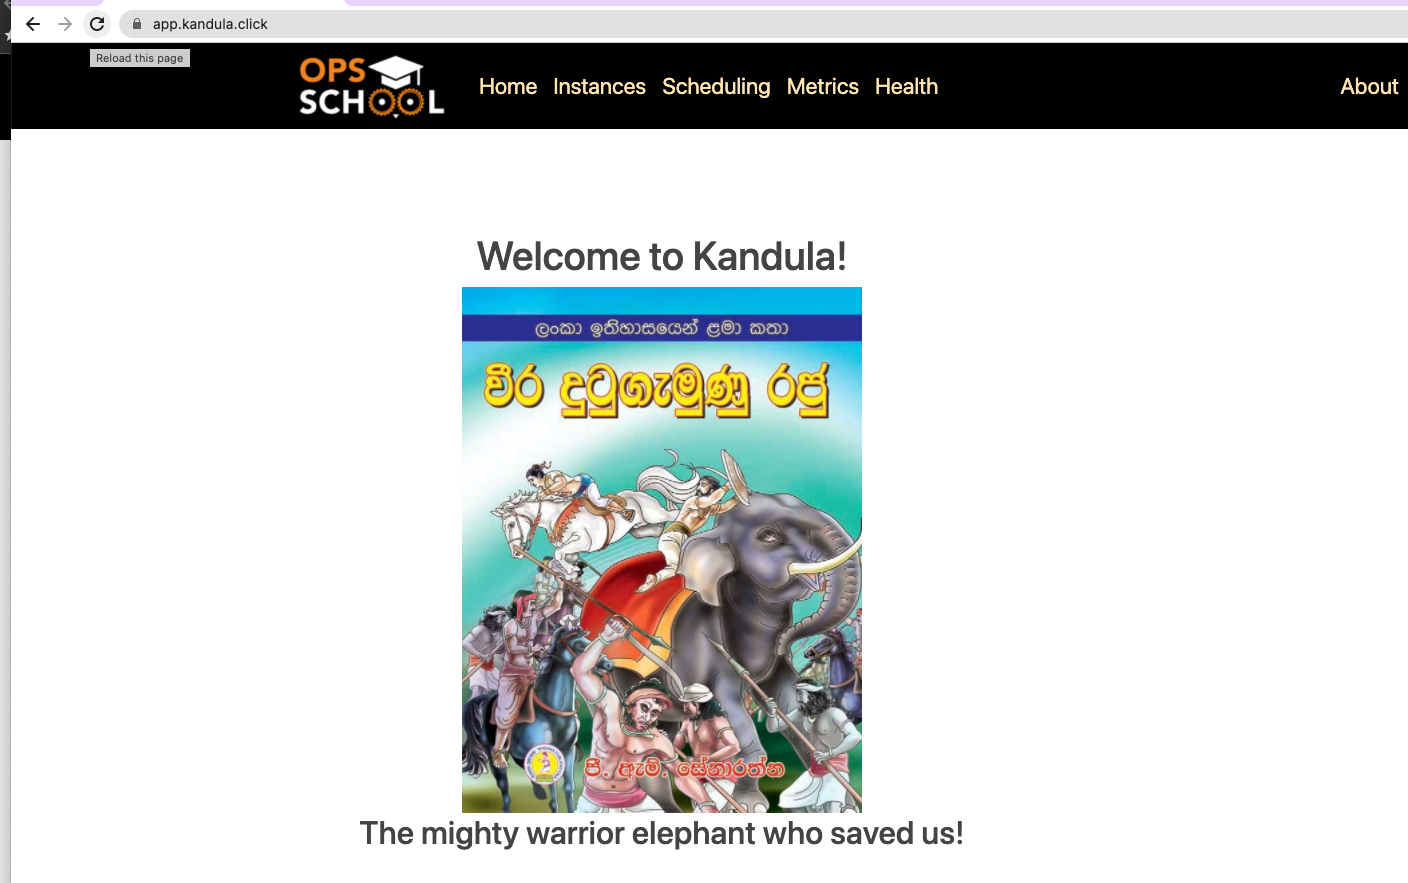 app.kandula.click
Reload this page
OPS
SCHOOL
Home Instances Scheduling Metrics Health About
Welcome to Kandula!
ලංකා ඉතිහාසයෙන් ළමා කතා
වීර දුටුගැමුණු රජු
පී. ඇම්. සේනාරත්න
The mighty warrior elephant who saved us!